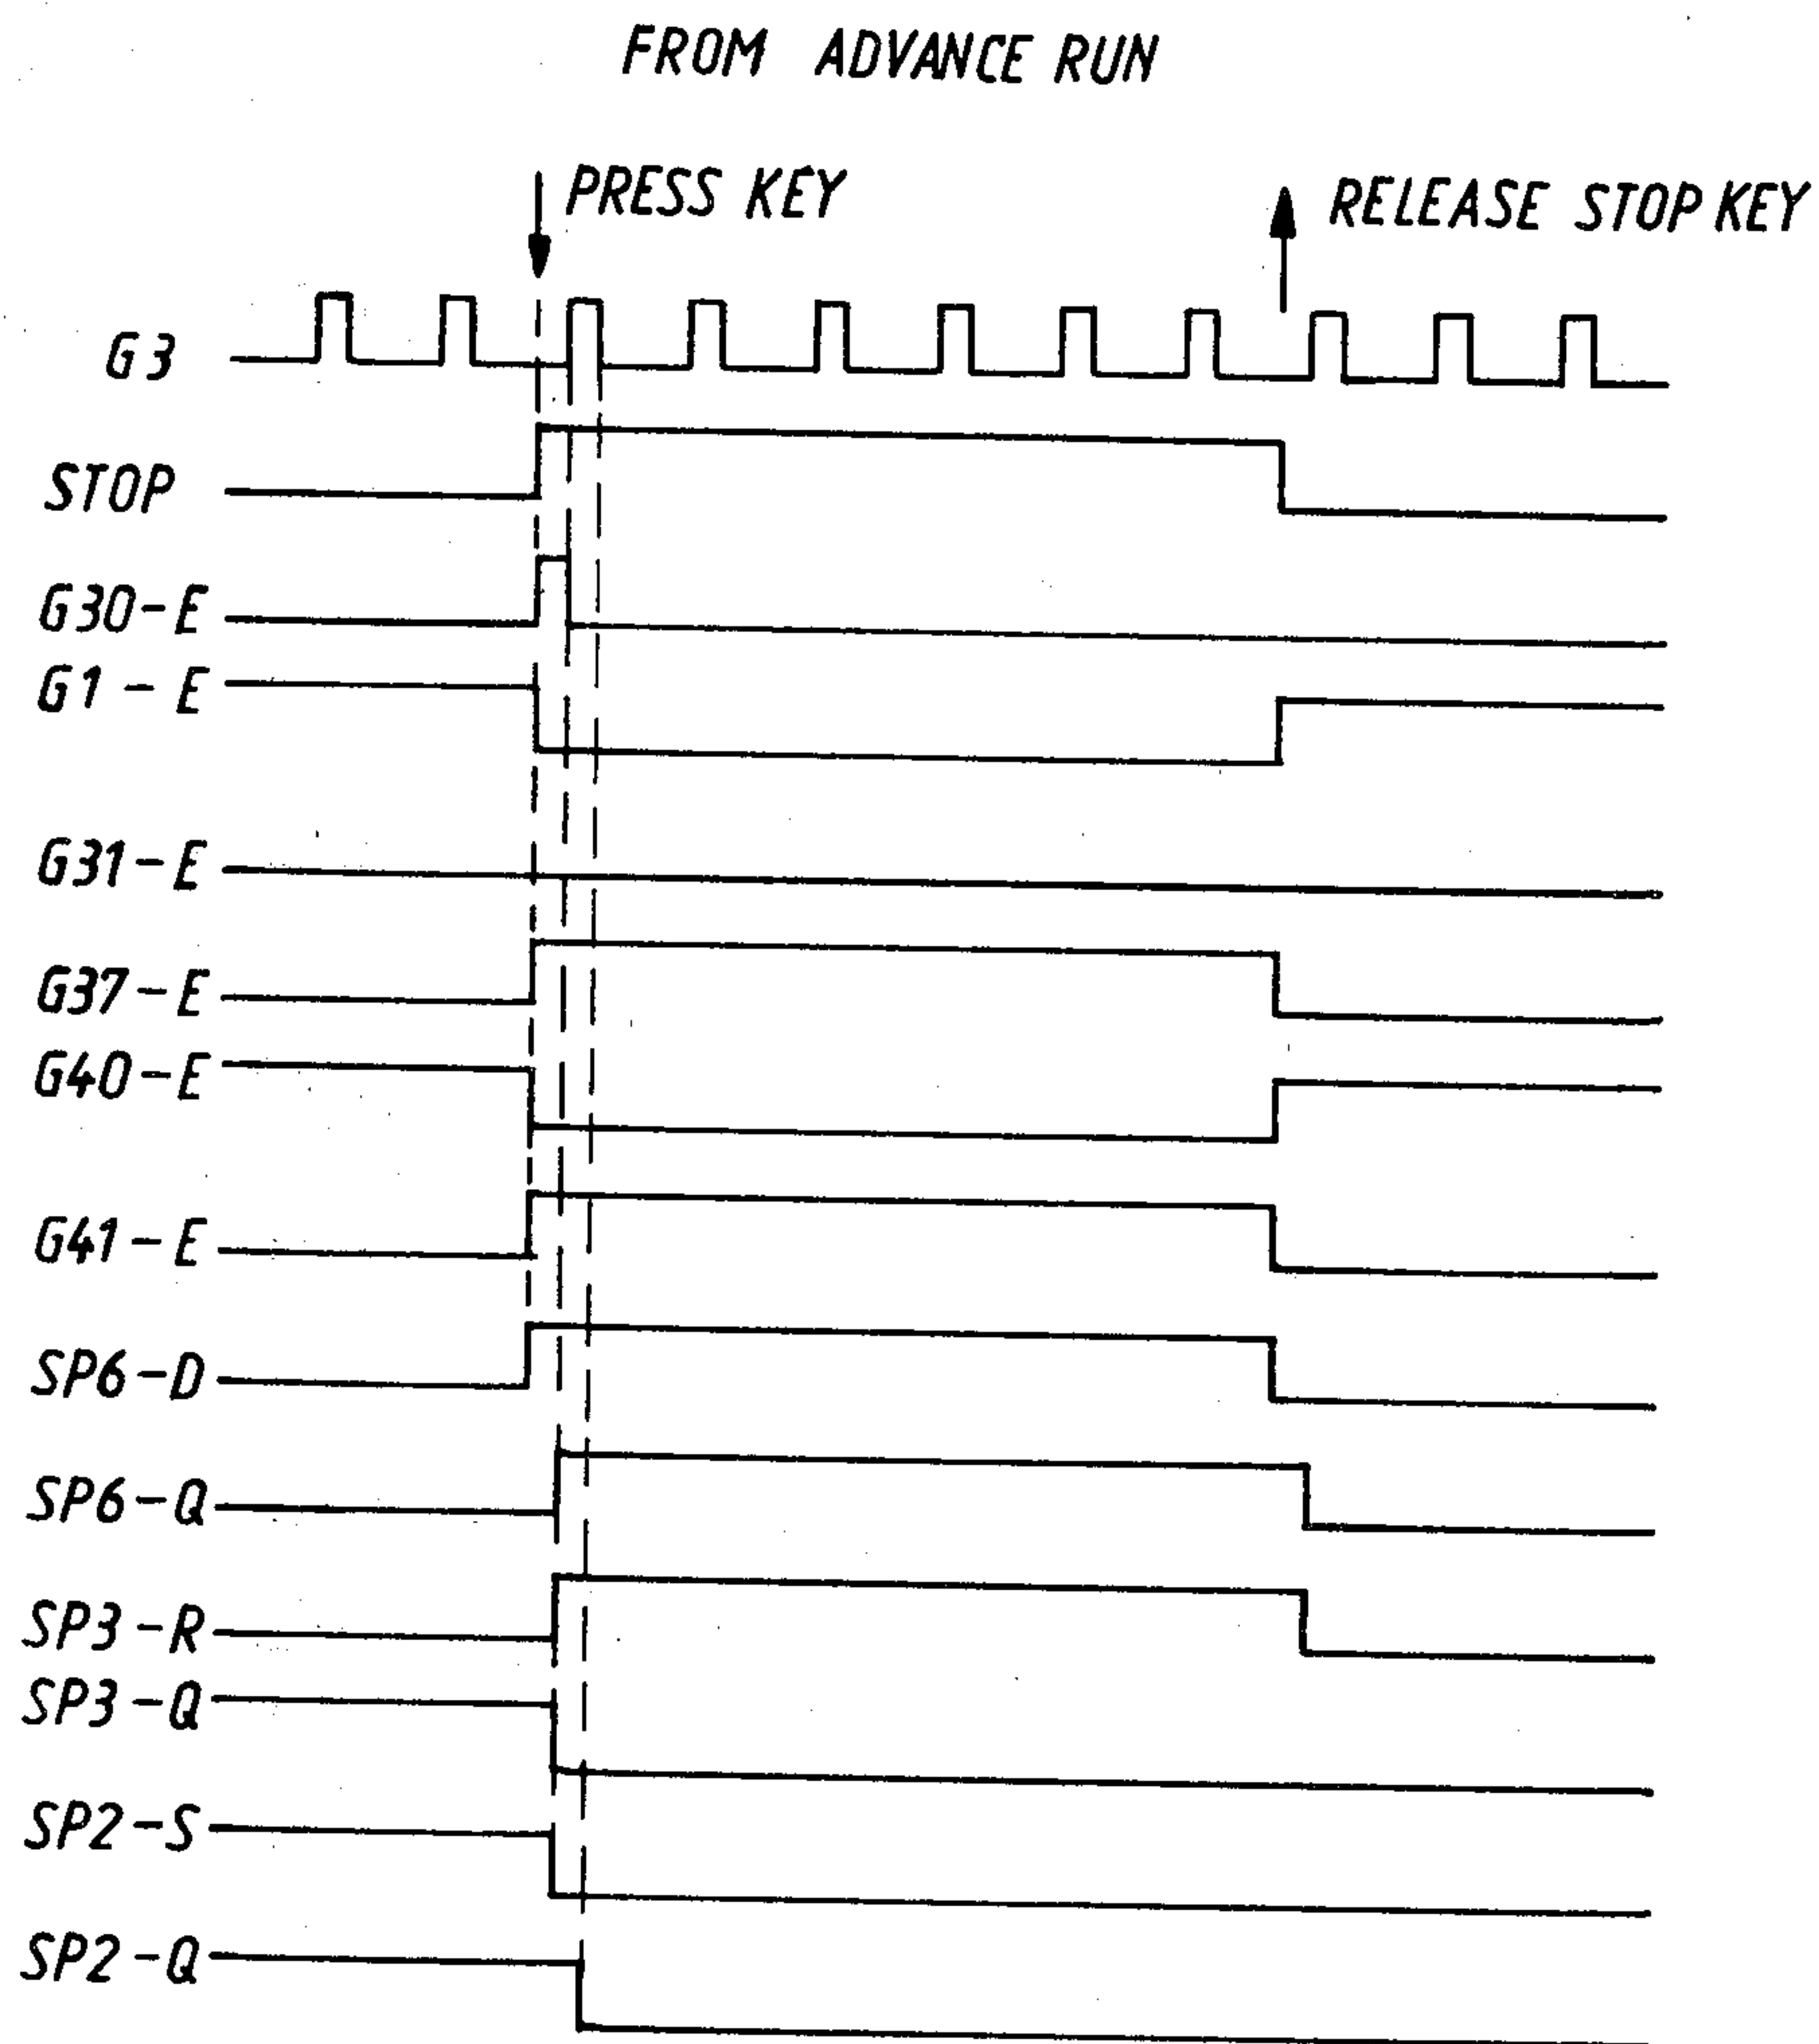 FROM ADVANCE RUN
PRESS KEY
RELEASE STOP KEY
G3
STOP
G30-E
G1-E
G31-E
G37-E
G40-E
G41-E
SP6-D
SP6-Q
SP3-R
SP3-Q
SP2-S
SP2-Q